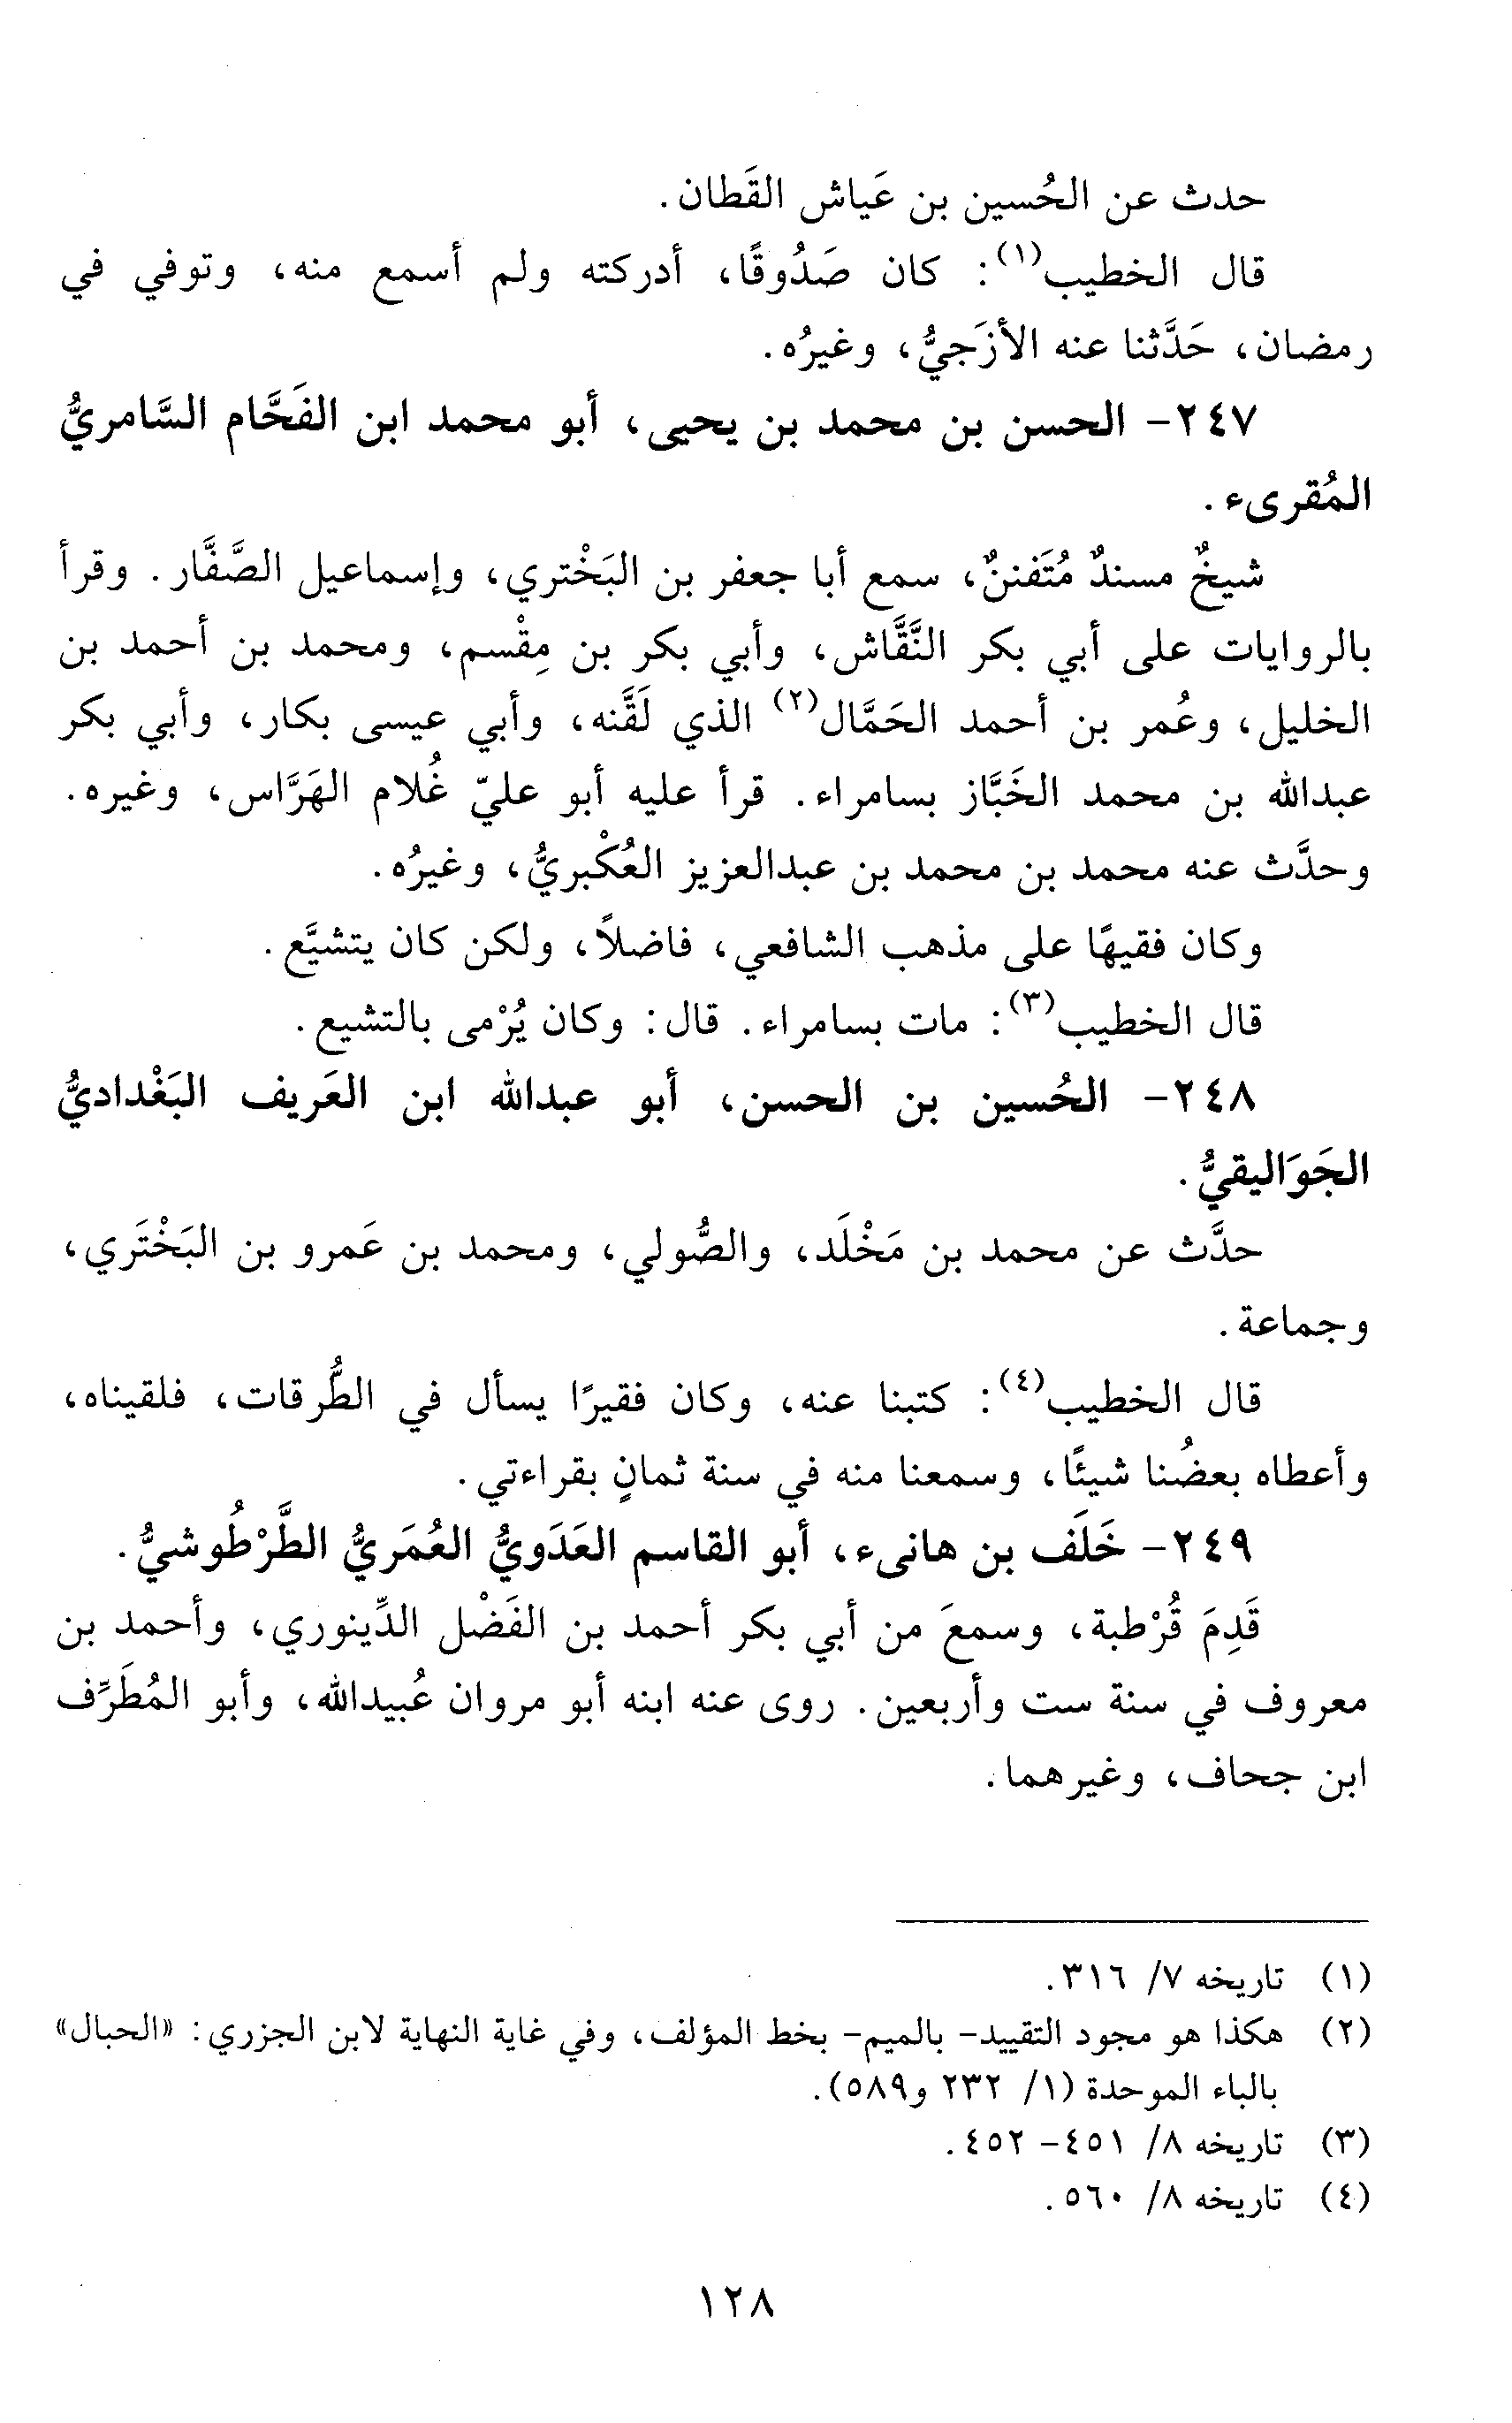 حدث عن الحُسين بن عَياش القَطان.
قال الخطيب(١): كان صَدُوقًا، أدركته ولم أسمع منه، وتوفي في
رمضان، حَدَّثنا عنه الأزَجيُّ، وغيرُه.
٢٤٧- الحسن بن محمد بن يحيى، أبو محمد ابن الفَحَّام السَّامريُّ
المُقرىء.
شيخٌ مسندٌ مُتَفننٌ، سمع أبا جعفر بن البَخْتري، وإسماعيل الصَّفَّار. وقرأ
بالروايات على أبي بكر النَّقَّاش، وأبي بكر بن مِقْسم، ومحمد بن أحمد بن
الخليل، وعُمر بن أحمد الحَمَّال(٢) الذي لَقَّنه، وأبي عيسى بكار، وأبي بكر
عبدالله بن محمد الخَبَّاز بسامراء. قرأ عليه أبو عليّ غُلام الهَرَّاس، وغيره.
وحدَّث عنه محمد بن محمد بن عبدالعزيز العُكْبريُّ، وغيرُه.
وكان فقيهًا على مذهب الشافعي، فاضلاً، ولكن كان يتشيَّع.
قال الخطيب(٣): مات بسامراء. قال: وكان يُرْمى بالتشيع.
٢٤٨- الحُسين بن الحسن، أبو عبدالله ابن العَريف البَغْداديُّ
الجَوَاليقيُّ.
حدَّث عن محمد بن مَخْلَد، والصُّولي، ومحمد بن عَمرو بن البَخْتَري،
وجماعة.
قال الخطيب(٤): كتبنا عنه، وكان فقيرًا يسأل في الطُّرقات، فلقيناه،
وأعطاه بعضُنا شيئًا، وسمعنا منه في سنة ثمانٍ بقراءتي.
٢٤٩- خَلَف بن هانىء، أبو القاسم العَدَويُّ العُمَريُّ الطَّرْطُوشيُّ.
قَدِمَ قُرْطبة، وسمعَ من أبي بكر أحمد بن الفَضْل الدِّينوري، وأحمد بن
معروف في سنة ست وأربعين. روى عنه ابنه أبو مروان عُبيدالله، وأبو المُطَرِّف
ابن جحاف، وغيرهما.
(١) تاريخه ٧/ ٣١٦.
(٢) هكذا هو مجود التقييد- بالميم- بخط المؤلف، وفي غاية النهاية لابن الجزري: «الحبال»
بالباء الموحدة (١/ ٢٣٢ و٥٨٩).
(٣) تاريخه ٨/ ٤٥١- ٤٥٢.
(٤) تاريخه ٨/ ٥٦٠.
١٢٨